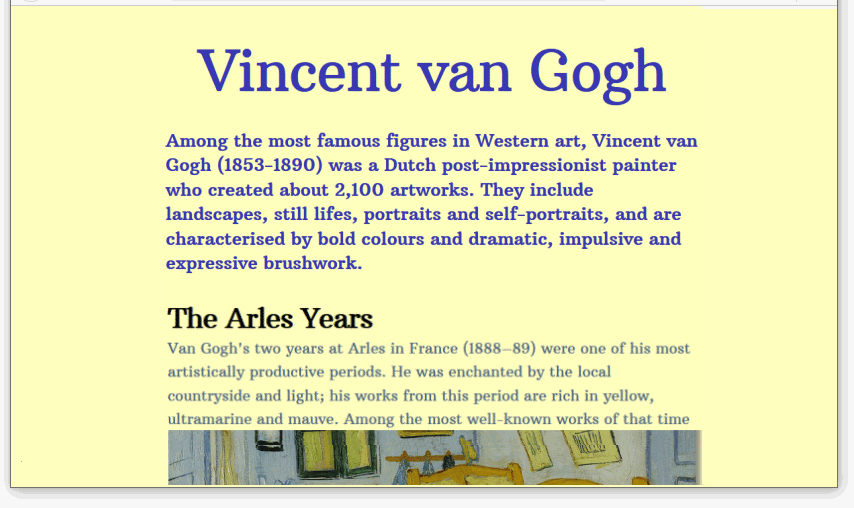 Vincent van Gogh
Among the most famous figures in Western art, Vincent van
Gogh (1853-1890) was a Dutch post-impressionist painter
who created about 2,100 artworks. They include
landscapes, still lifes, portraits and self-portraits, and are
characterised by bold colours and dramatic, impulsive and
expressive brushwork.
The Arles Years
Van Gogh's two years at Arles in France (1888–89) were one of his most
artistically productive periods. He was enchanted by the local
countryside and light; his works from this period are rich in yellow,
ultramarine and mauve. Among the most well-known works of that time